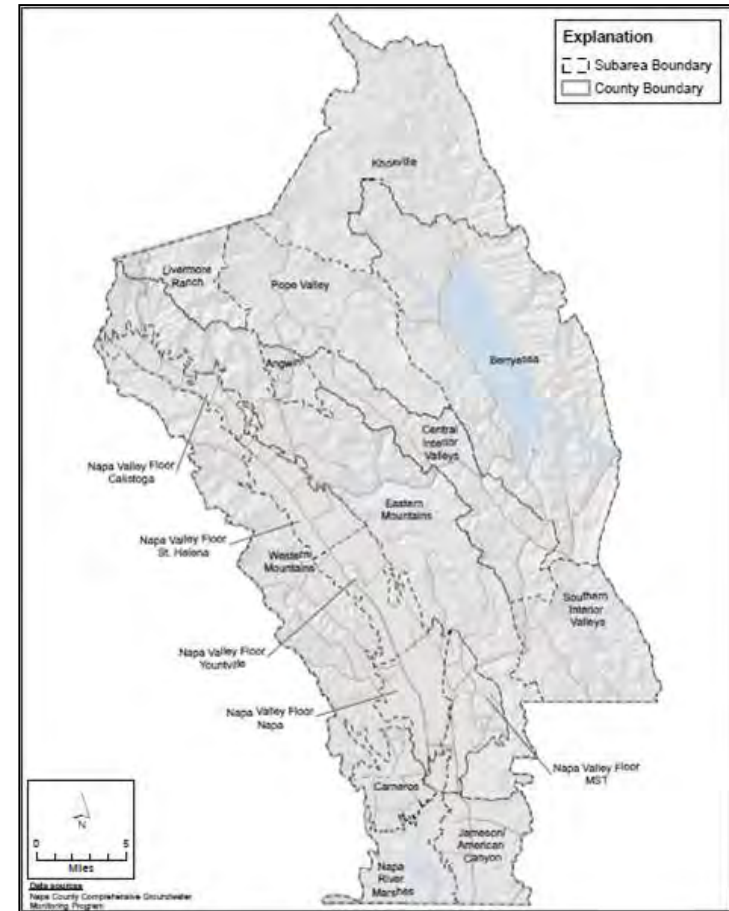 Explanation
Subarea Boundary
County Boundary
Knoxville
Livermore
Ranch
Pope Valley
Berryessa
Angwin
Central
Interior
Valleys
Napa Valley Floor
Calistoga
Eastern
Mountains
Napa Valley Floor
St. Helena
Western
Mountains
Southern
Interior
Valleys
Napa Valley Floor
Yountville
Napa Valley Floor
Napa
Napa Valley Floor
MST
Carneros
Jameson/
American
Canyon
Napa
River
Marshes
N
0 5
Miles
Data sources
Napa County Comprehensive Groundwater
Monitoring Program